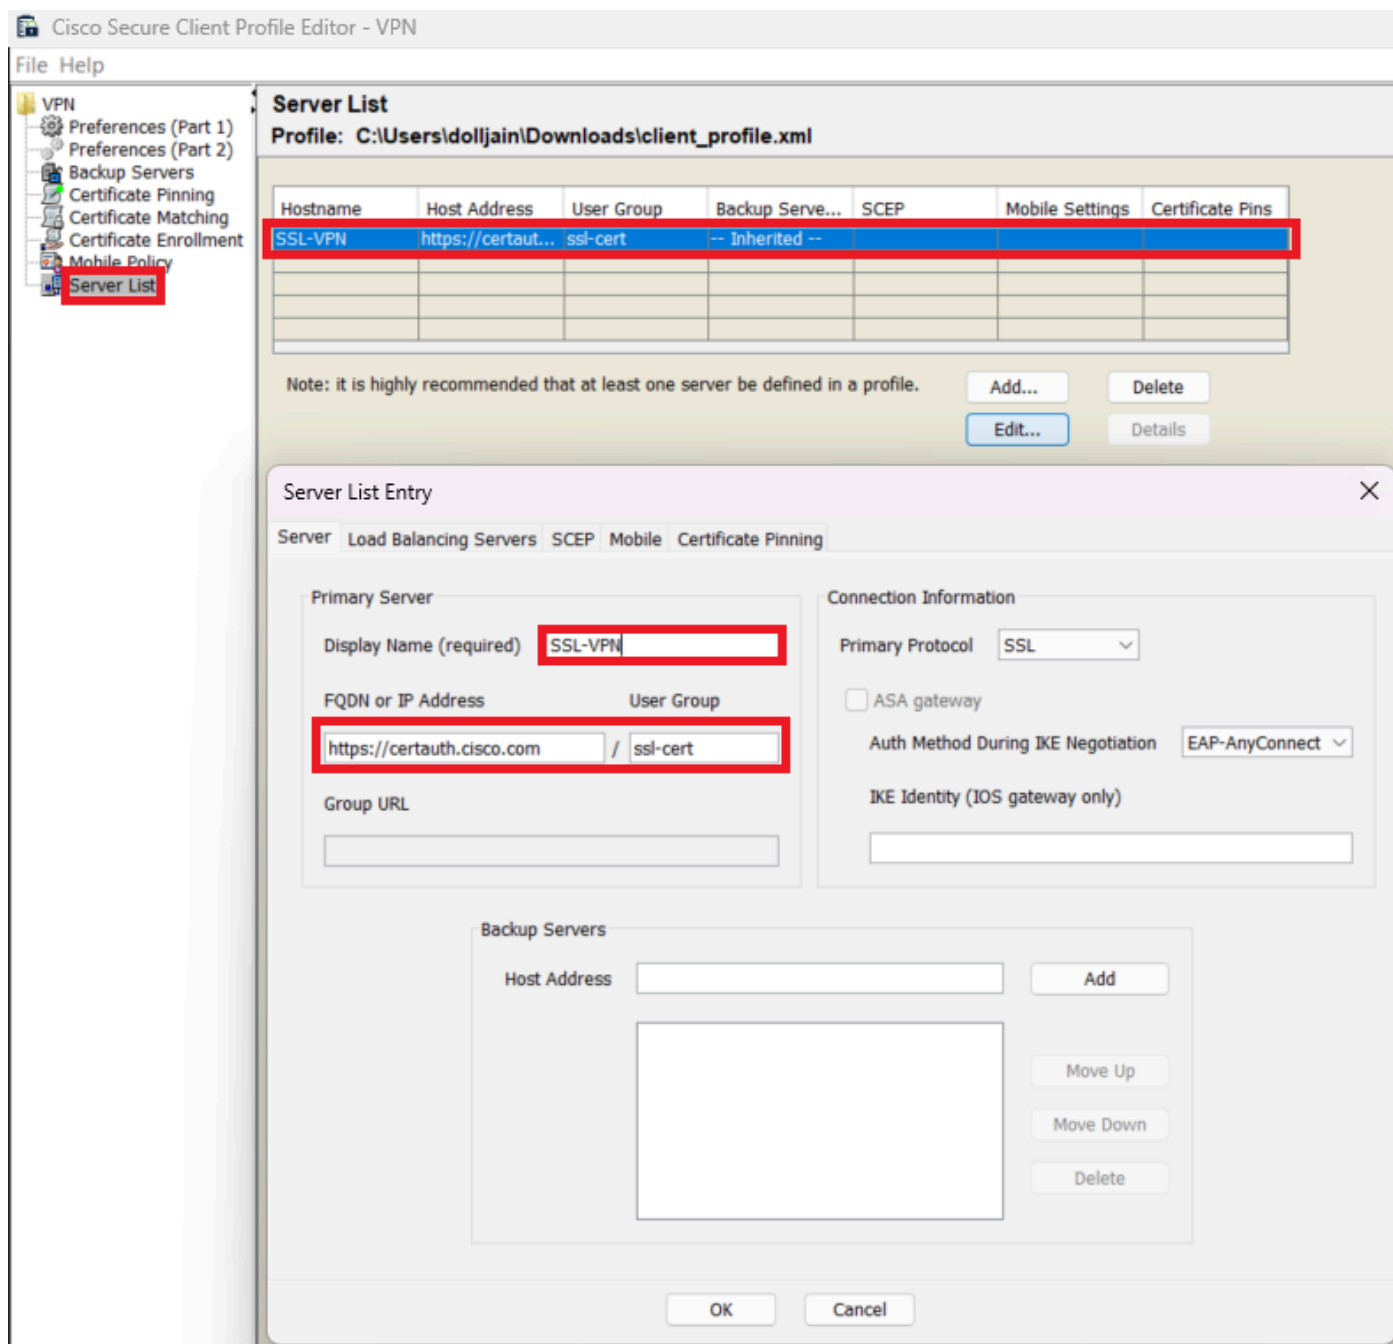 Cisco Secure Client Profile Editor - VPN
File Help
VPN
Preferences (Part 1)
Preferences (Part 2)
Backup Servers
Certificate Pinning
Certificate Matching
Certificate Enrollment
Mobile Policy
Server List
Server List
Profile: C:\Users\dolljain\Downloads\client_profile.xml
Hostname Host Address User Group Backup Serve... SCEP Mobile Settings Certificate Pins
SSL-VPN https://certaut... ssl-cert -- Inherited --
Note: it is highly recommended that at least one server be defined in a profile.
Add... Delete
Edit... Details
Server List Entry
Server Load Balancing Servers SCEP Mobile Certificate Pinning
Primary Server
Display Name (required) SSL-VPN
FQDN or IP Address User Group
https://certauth.cisco.com / ssl-cert
Group URL
Connection Information
Primary Protocol SSL
ASA gateway
Auth Method During IKE Negotiation EAP-AnyConnect
IKE Identity (IOS gateway only)
Backup Servers
Host Address Add
Move Up
Move Down
Delete
OK Cancel